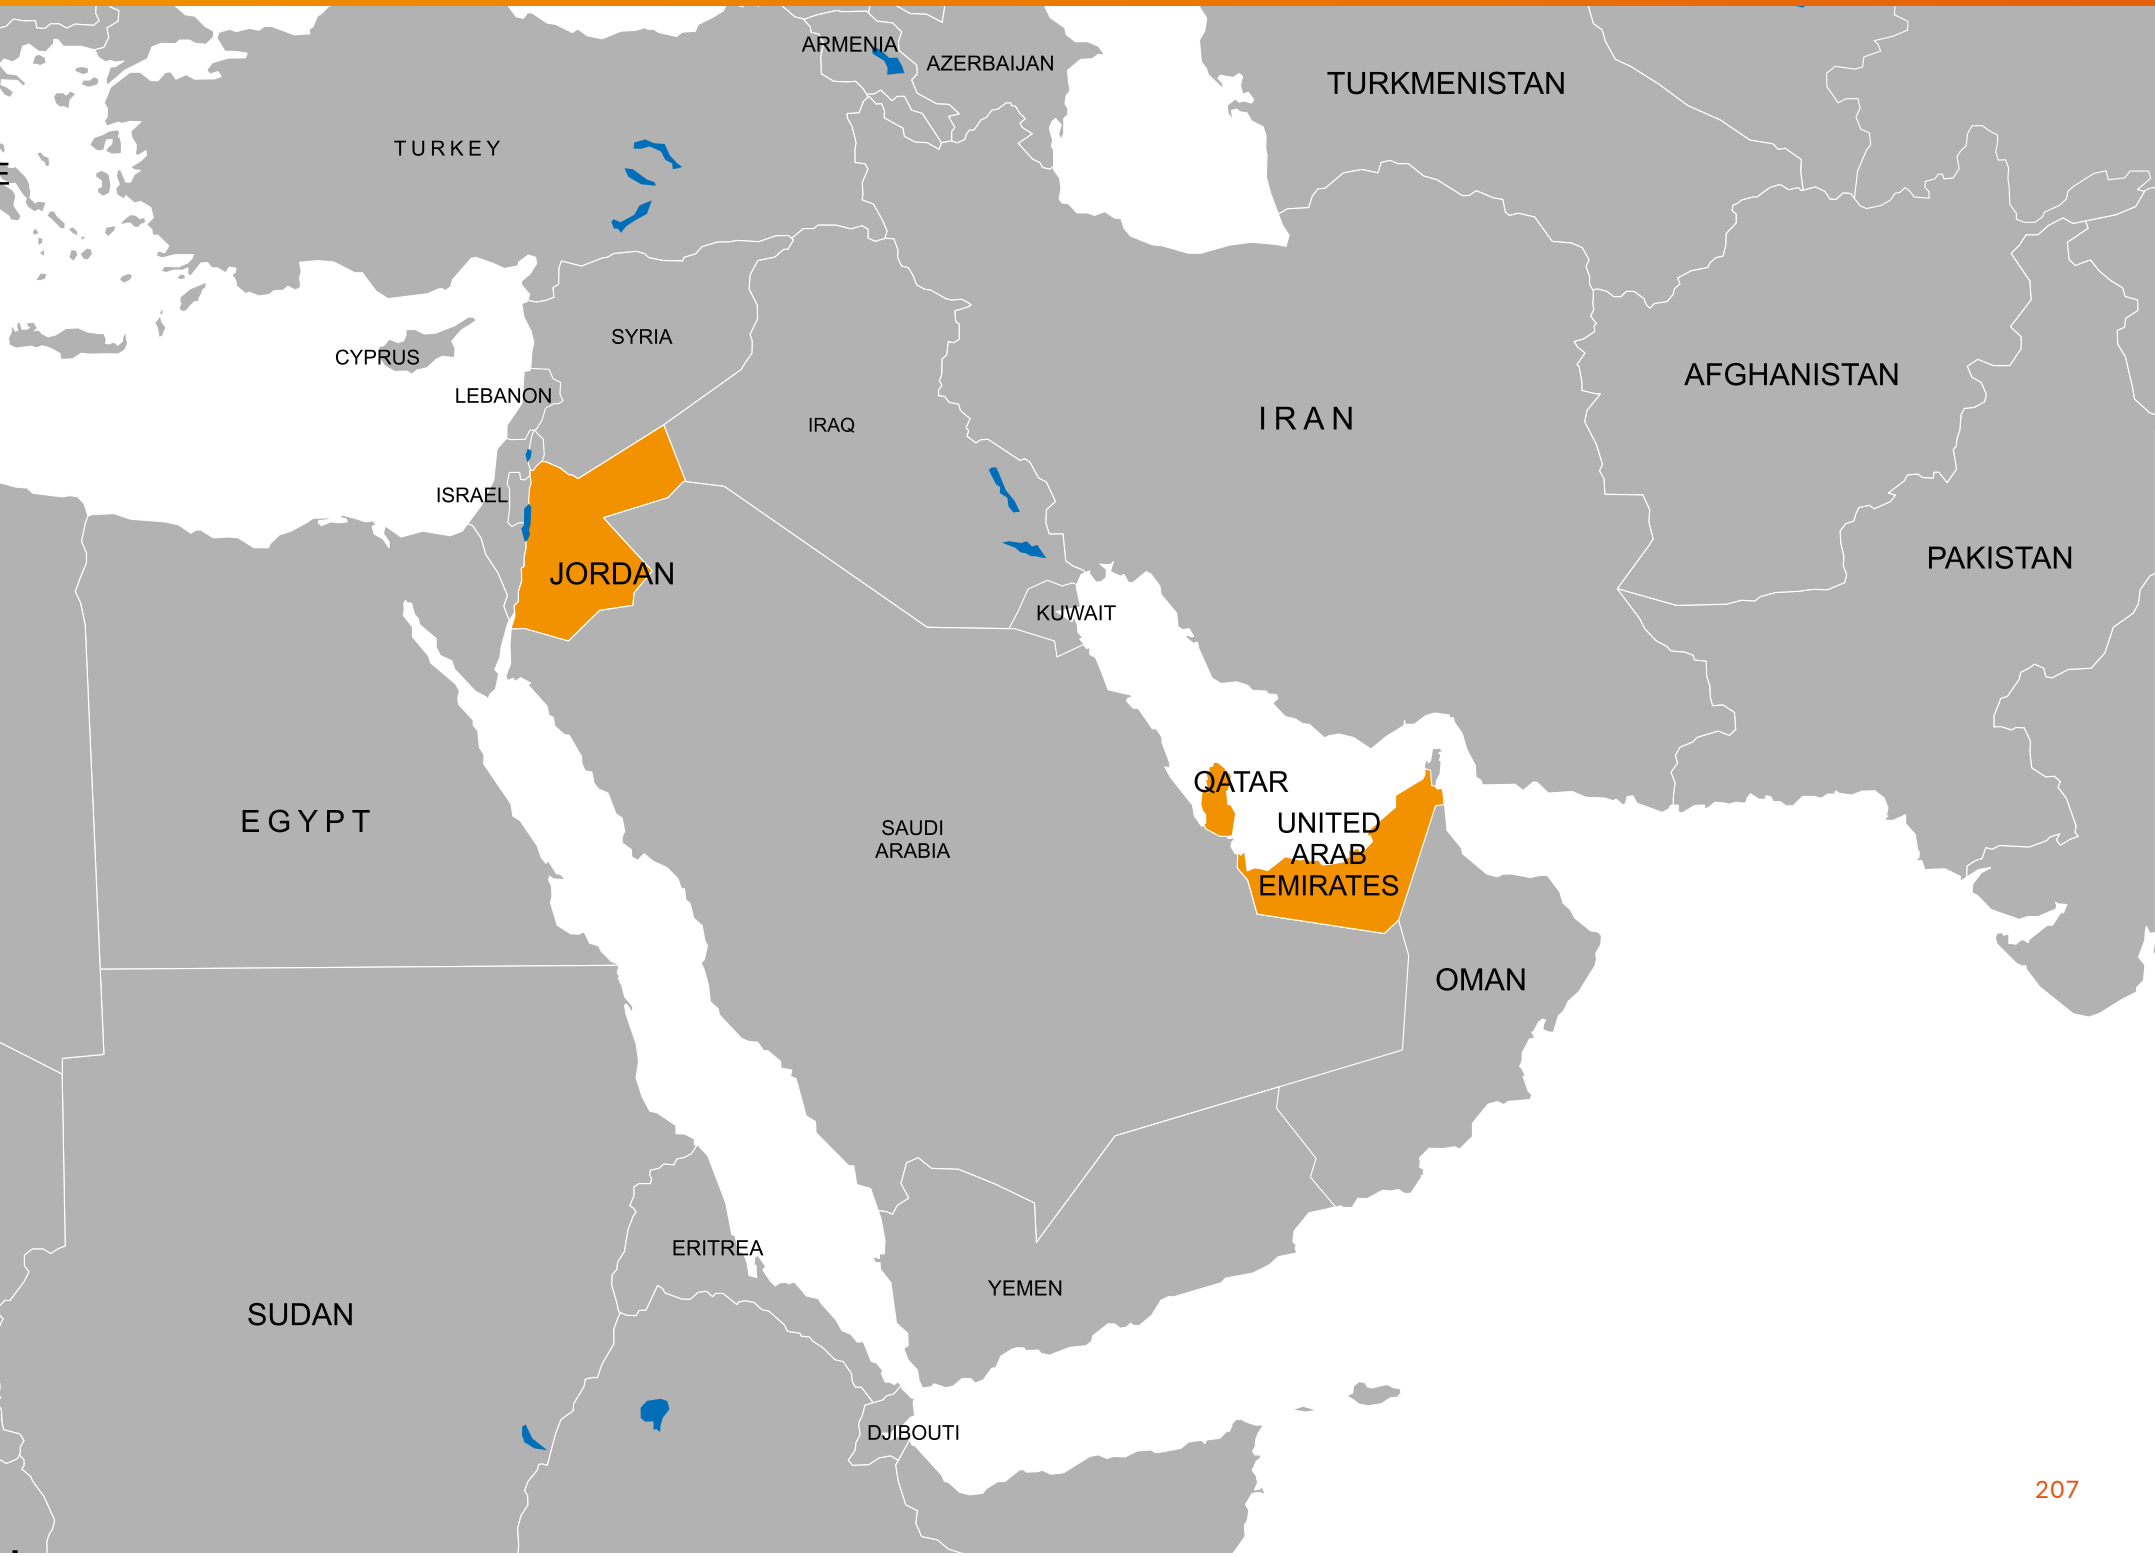 ARMENIA
AZERBAIJAN
TURKMENISTAN
TURKEY
E
SYRIA
CYPRUS
LEBANON
IRAQ
IRAN
AFGHANISTAN
ISRAEL
JORDAN
PAKISTAN
KUWAIT
QATAR
EGYPT
SAUDI
ARABIA
UNITED
ARAB
EMIRATES
OMAN
ERITREA
YEMEN
SUDAN
DJIBOUTI
207